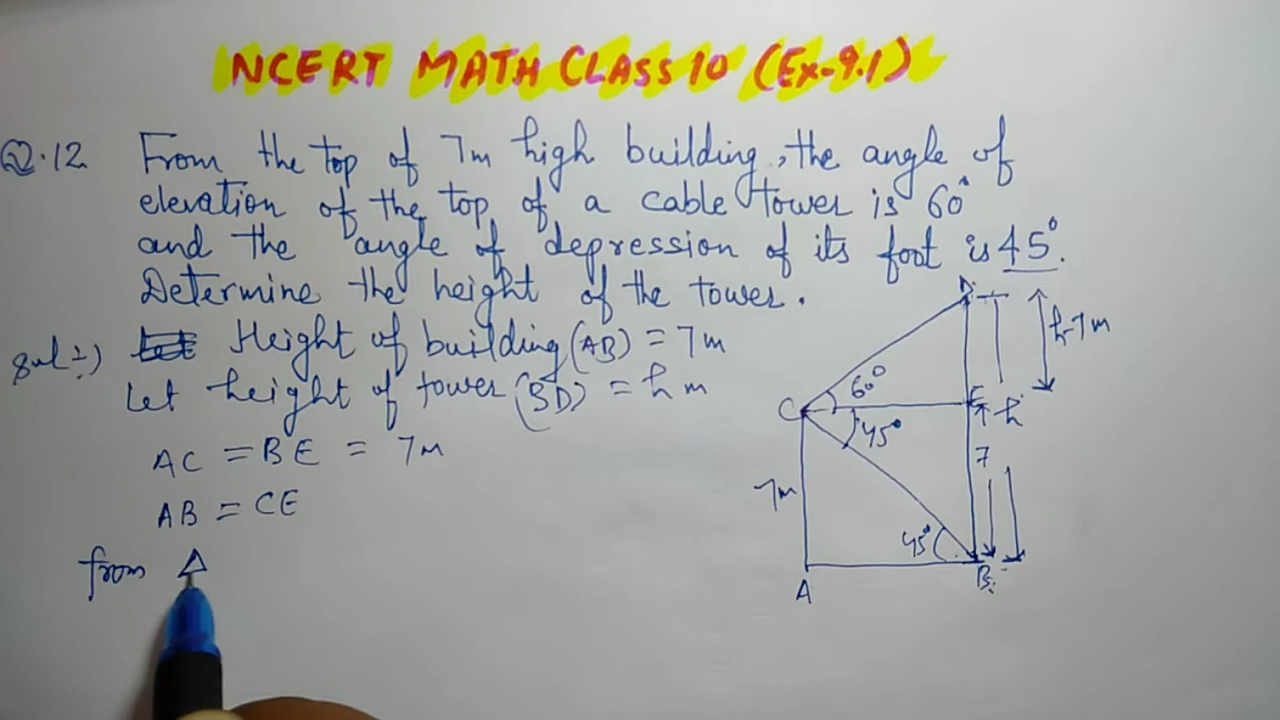 NCERT MATH CLASS 10 (Ex-9.1)
Q.12 From the top of 7m high building, the angle of
elevation of the top of a cable tower is 60°
and the angle of depression of its foot is 45°.
Determine the height of the tower.
Sol:-) Height of building (AB) = 7m
Let height of tower (BD) = h m
AC = BE = 7m
AB = CE
from Δ
D
h-7m
60°
C
E
h
45°
7
7m
45°
A
B